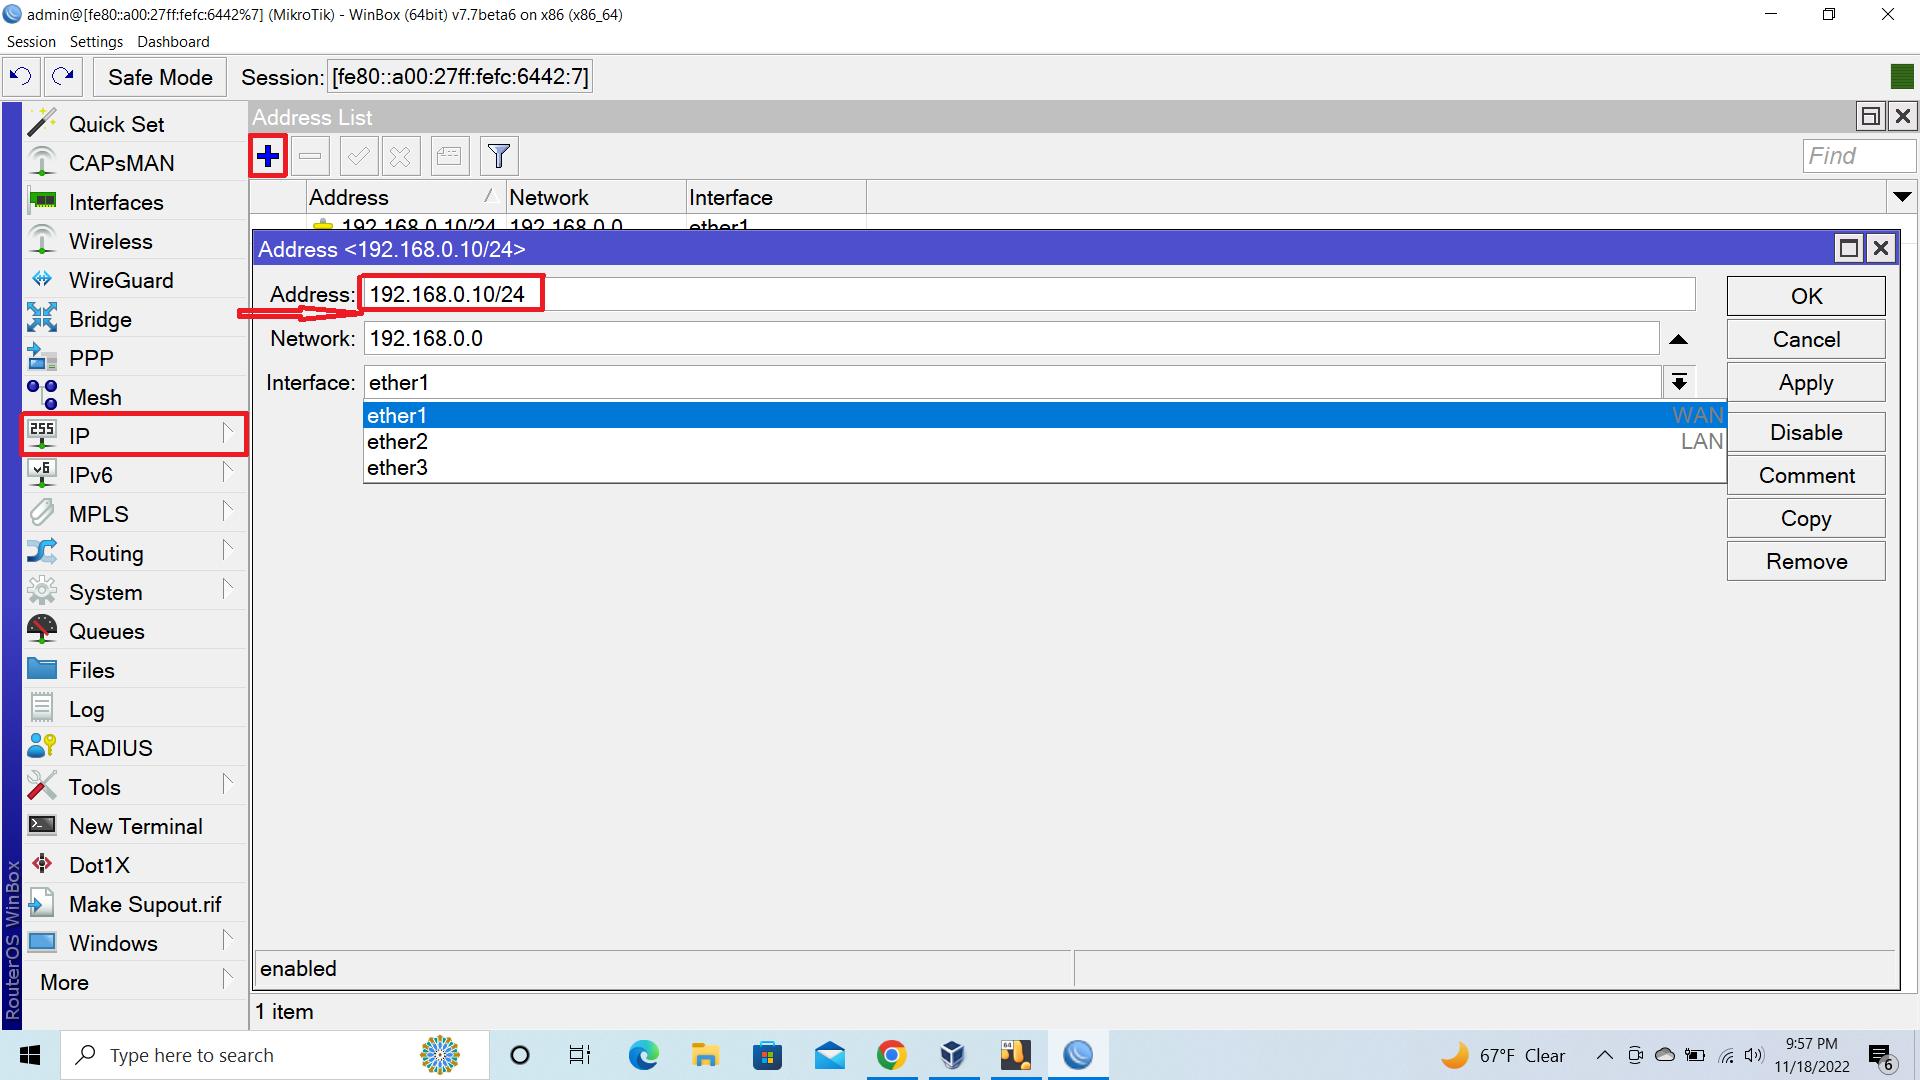 admin@[fe80::a00:27ff:fefc:6442%7] (MikroTik) - WinBox (64bit) v7.7beta6 on x86 (x86_64)
Session Settings Dashboard
Safe Mode Session: [fe80::a00:27ff:fefc:6442:7]
Address List
Find
Address Network Interface
192.168.0.10/24 192.168.0.0 ether1
Address <192.168.0.10/24>
Address: 192.168.0.10/24
Network: 192.168.0.0
Interface: ether1
ether1 WAN
ether2 LAN
ether3
OK
Cancel
Apply
Disable
Comment
Copy
Remove
enabled
1 item
Quick Set
CAPsMAN
Interfaces
Wireless
WireGuard
Bridge
PPP
Mesh
255 IP
v6 IPv6
MPLS
Routing
System
Queues
Files
Log
RADIUS
Tools
New Terminal
Dot1X
Make Supout.rif
Windows
More
RouterOS WinBox
Type here to search
64
67°F Clear
9:57 PM
11/18/2022
6